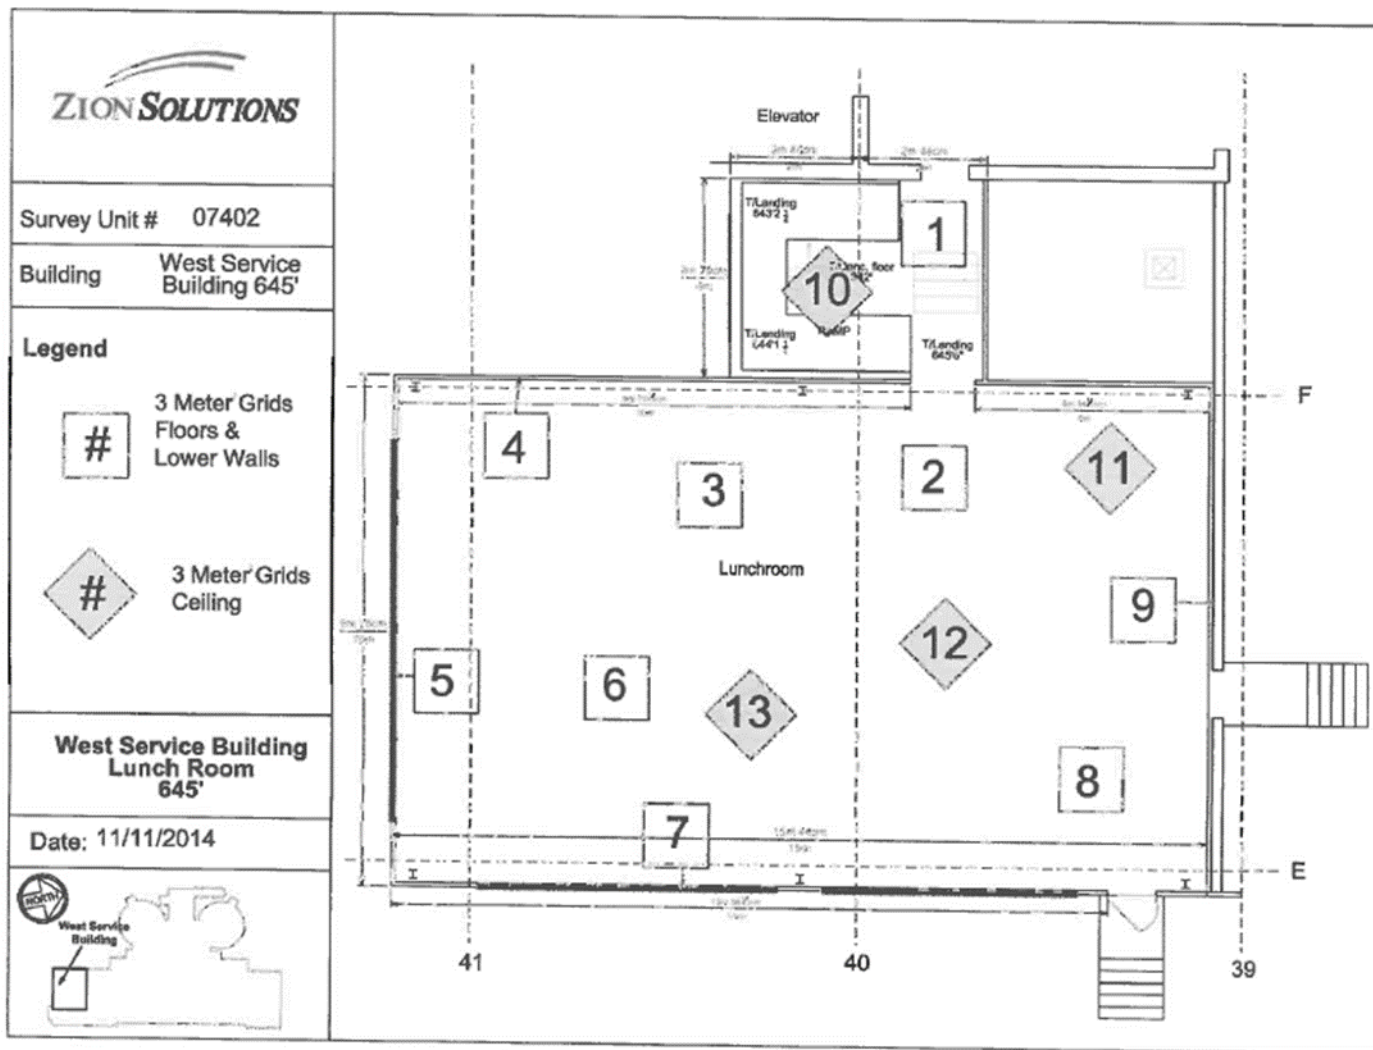 ZION SOLUTIONS
Survey Unit # 07402
Building
West Service
Building 645'
Legend
#
3 Meter Grids
Floors &
Lower Walls
#
3 Meter Grids
Ceiling
West Service Building
Lunch Room
645'
Date: 11/11/2014
NORTH
West Service
Building
Elevator
T/Landing
T/Landing
T/Landing
floor
1
10
F
4
3
2
11
Lunchroom
9
12
5
6
13
8
7
E
41
40
39